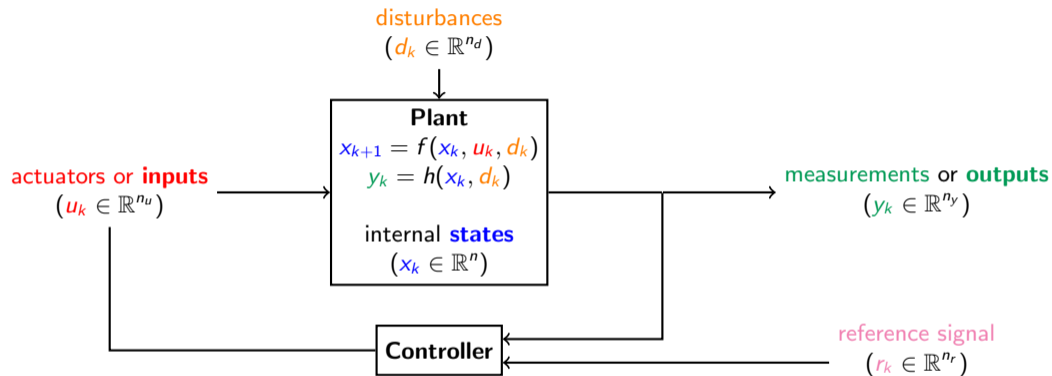 disturbances
(d_k ∈ ℝ^{n_d})
Plant
x_{k+1} = f(x_k, u_k, d_k)
y_k = h(x_k, d_k)
internal states
(x_k ∈ ℝ^n)
actuators or inputs
(u_k ∈ ℝ^{n_u})
measurements or outputs
(y_k ∈ ℝ^{n_y})
Controller
reference signal
(r_k ∈ ℝ^{n_r})